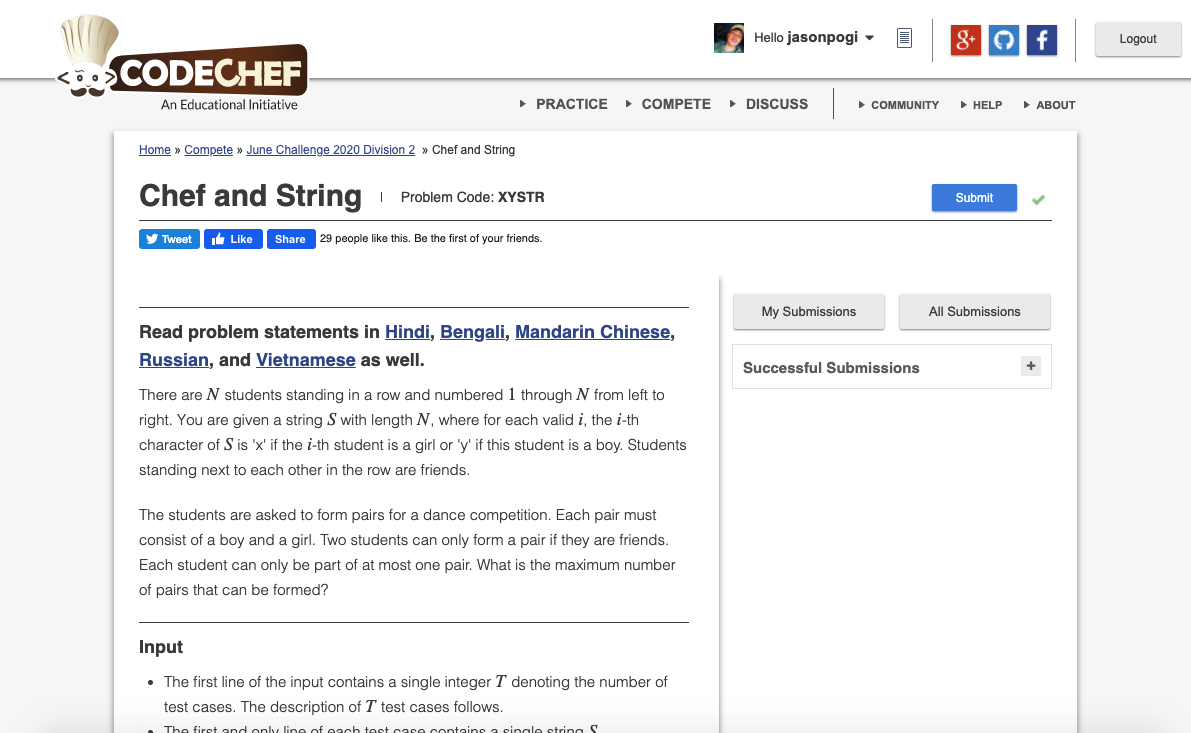 CODECHEF
An Educational Initiative
Hello jasonpogi
g+
f
Logout
PRACTICE COMPETE DISCUSS COMMUNITY HELP ABOUT
Home » Compete » June Challenge 2020 Division 2 » Chef and String
Chef and String | Problem Code: XYSTR
Submit
Tweet Like Share 29 people like this. Be the first of your friends.
My Submissions All Submissions
Successful Submissions +
Read problem statements in Hindi, Bengali, Mandarin Chinese,
Russian, and Vietnamese as well.
There are N students standing in a row and numbered 1 through N from left to
right. You are given a string S with length N, where for each valid i, the i-th
character of S is 'x' if the i-th student is a girl or 'y' if this student is a boy. Students
standing next to each other in the row are friends.
The students are asked to form pairs for a dance competition. Each pair must
consist of a boy and a girl. Two students can only form a pair if they are friends.
Each student can only be part of at most one pair. What is the maximum number
of pairs that can be formed?
Input
• The first line of the input contains a single integer T denoting the number of
test cases. The description of T test cases follows.
• The first and only line of each test case contains a single string S